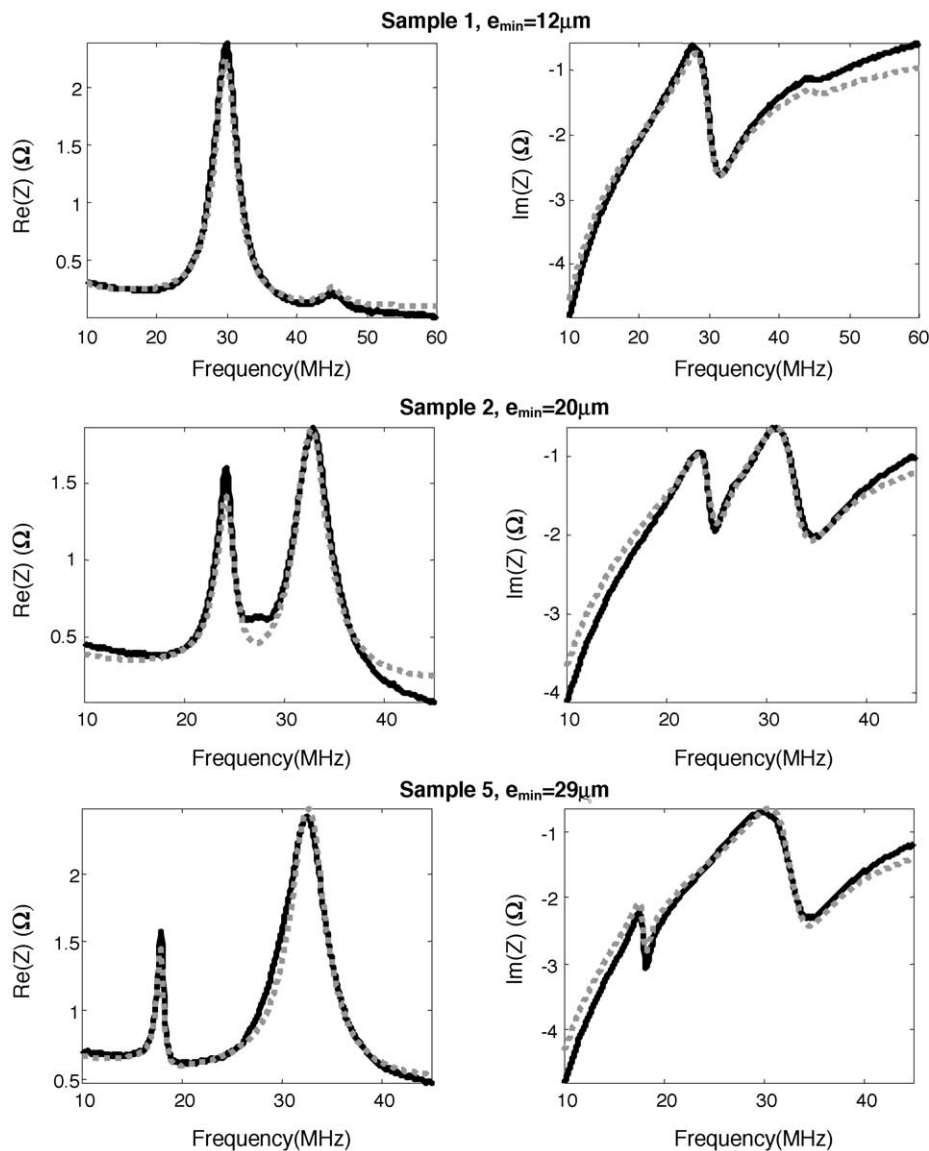 Sample 1, emin=12μm
Re(Z) (Ω)
2
1.5
1
0.5
10 20 30 40 50 60
Frequency(MHz)
Im(Z) (Ω)
-1
-2
-3
-4
10 20 30 40 50 60
Frequency(MHz)
Sample 2, emin=20μm
Re(Z) (Ω)
1.5
1
0.5
10 20 30 40
Frequency(MHz)
Im(Z) (Ω)
-1
-2
-3
-4
10 20 30 40
Frequency(MHz)
Sample 5, emin=29μm
Re(Z) (Ω)
2
1.5
1
0.5
10 20 30 40
Frequency(MHz)
Im(Z) (Ω)
-1
-2
-3
-4
10 20 30 40
Frequency(MHz)